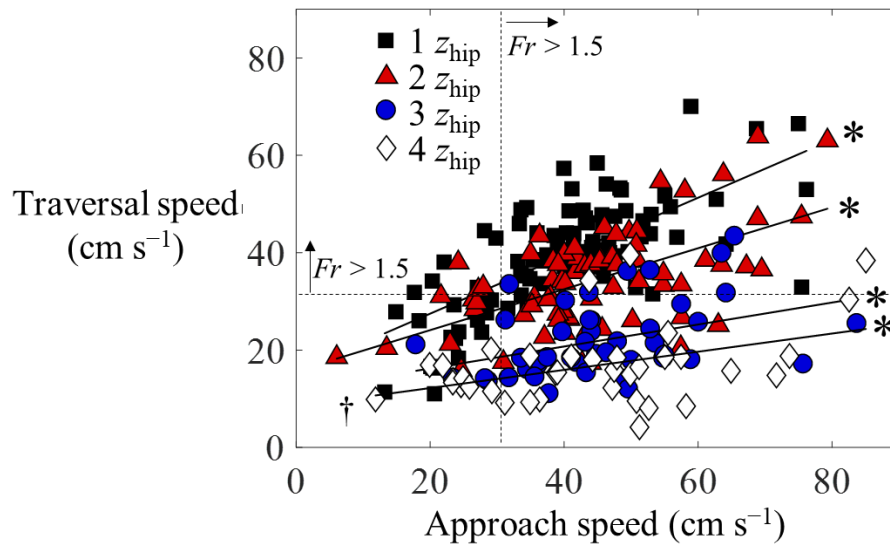 80
60
40
20
0
Traversal speed
(cm s⁻¹)
Fr > 1.5
Fr > 1.5
1 z_hip
2 z_hip
3 z_hip
4 z_hip
*
*
*
*
†
0 20 40 60 80
Approach speed (cm s⁻¹)